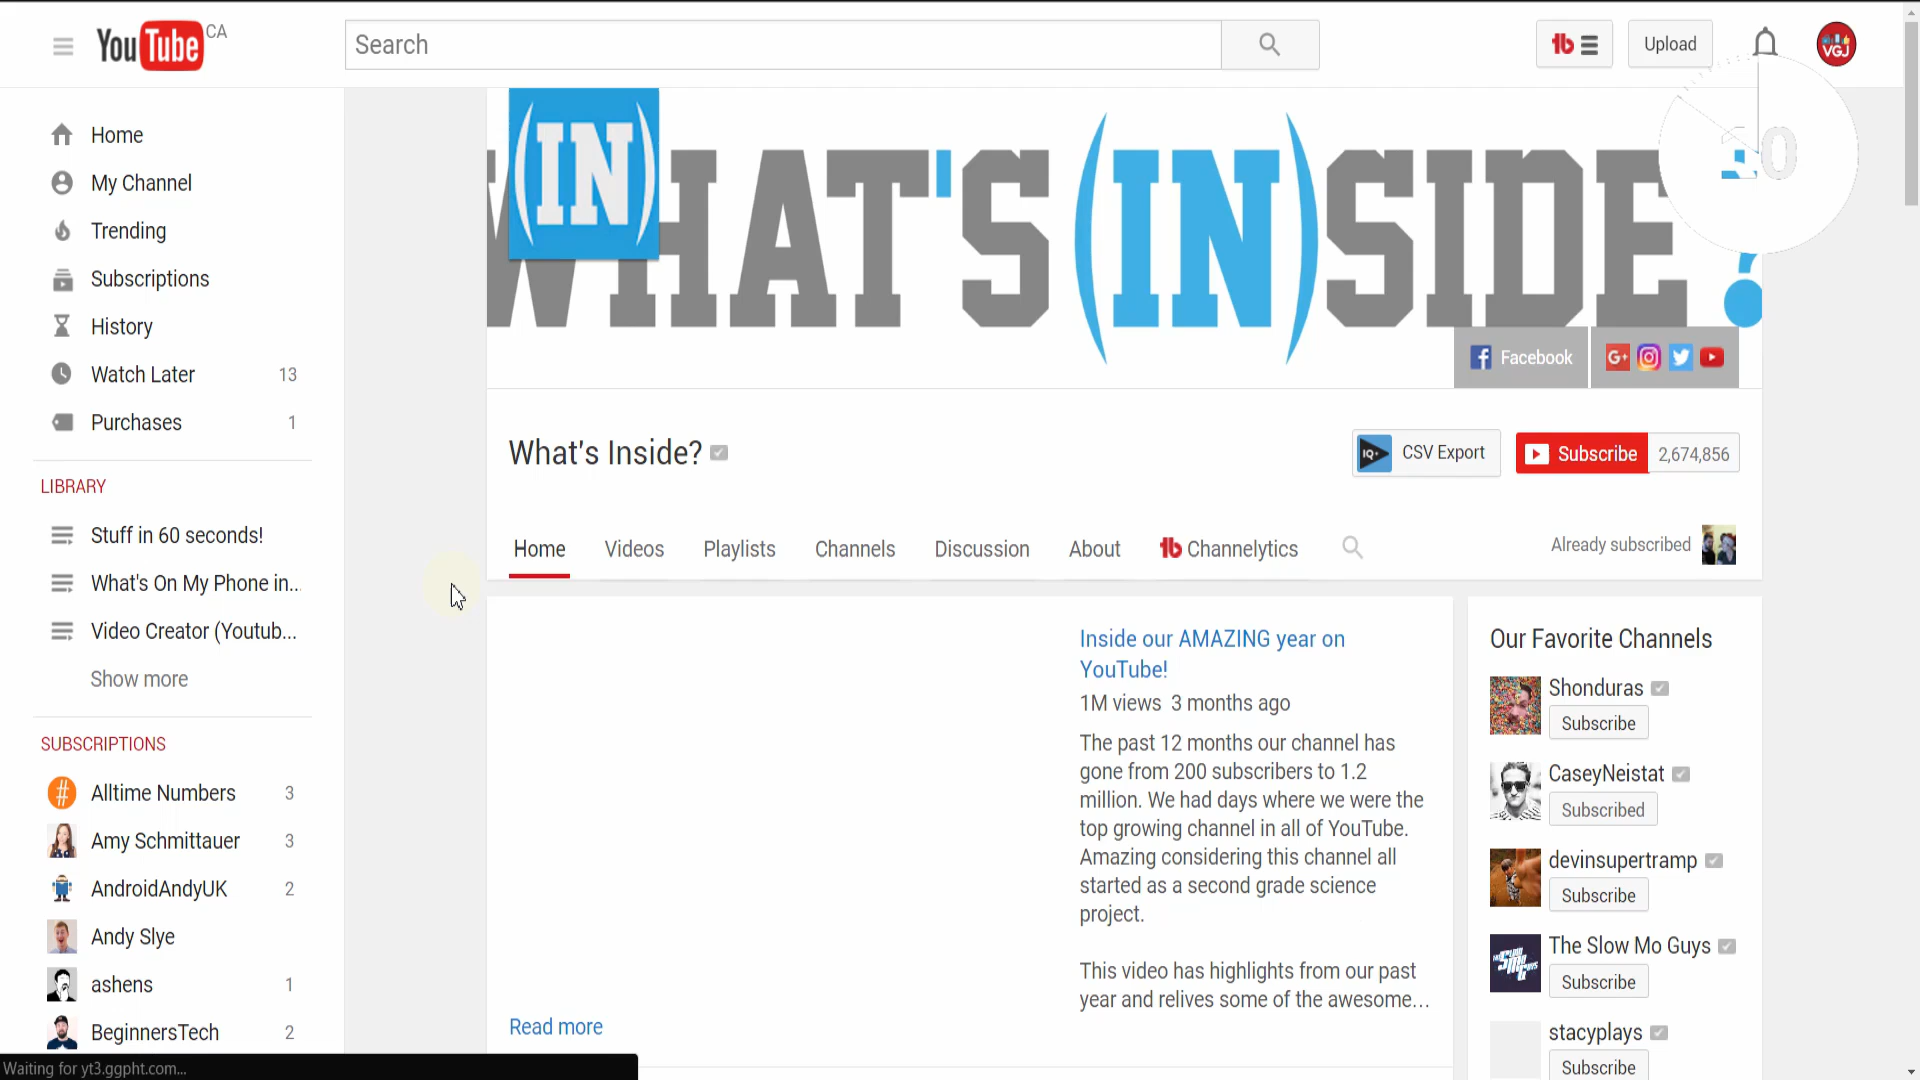 YouTube CA
Search
Upload
VGJ
Home
My Channel
Trending
Subscriptions
History
Watch Later 13
Purchases 1
LIBRARY
Stuff in 60 seconds!
What's On My Phone in...
Video Creator (Youtub...
Show more
SUBSCRIPTIONS
Alltime Numbers 3
Amy Schmittauer 3
AndroidAndyUK 2
Andy Slye
ashens 1
BeginnersTech 2
Waiting for yt3.ggpht.com...
(IN)
WHAT'S(IN)SIDE?
Facebook
G+
What's Inside?
IQ+ CSV Export
Subscribe 2,674,856
Home Videos Playlists Channels Discussion About tb Channelytics
Already subscribed
Inside our AMAZING year on
YouTube!
1M views 3 months ago
The past 12 months our channel has
gone from 200 subscribers to 1.2
million. We had days where we were the
top growing channel in all of YouTube.
Amazing considering this channel all
started as a second grade science
project.
This video has highlights from our past
year and relives some of the awesome...
Read more
Our Favorite Channels
Shonduras
Subscribe
CaseyNeistat
Subscribed
devinsupertramp
Subscribe
The Slow Mo Guys
Subscribe
stacyplays
Subscribe